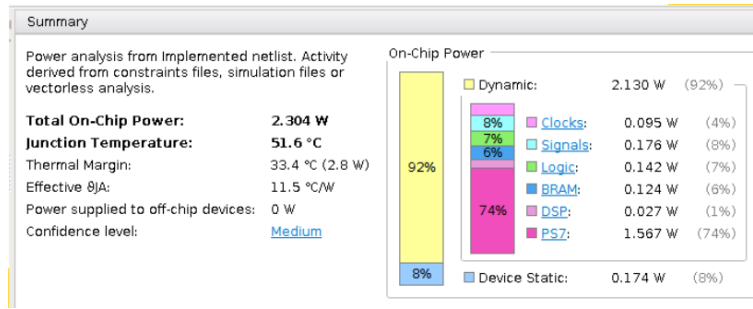 Summary
Power analysis from Implemented netlist. Activity
derived from constraints files, simulation files or
vectorless analysis.
Total On-Chip Power: 2.304 W
Junction Temperature: 51.6 °C
Thermal Margin: 33.4 °C (2.8 W)
Effective ϑJA: 11.5 °C/W
Power supplied to off-chip devices: 0 W
Confidence level: Medium
On-Chip Power
92%
8%
Dynamic: 2.130 W (92%)
8%
7%
6%
74%
Clocks: 0.095 W (4%)
Signals: 0.176 W (8%)
Logic: 0.142 W (7%)
BRAM: 0.124 W (6%)
DSP: 0.027 W (1%)
PS7: 1.567 W (74%)
Device Static: 0.174 W (8%)